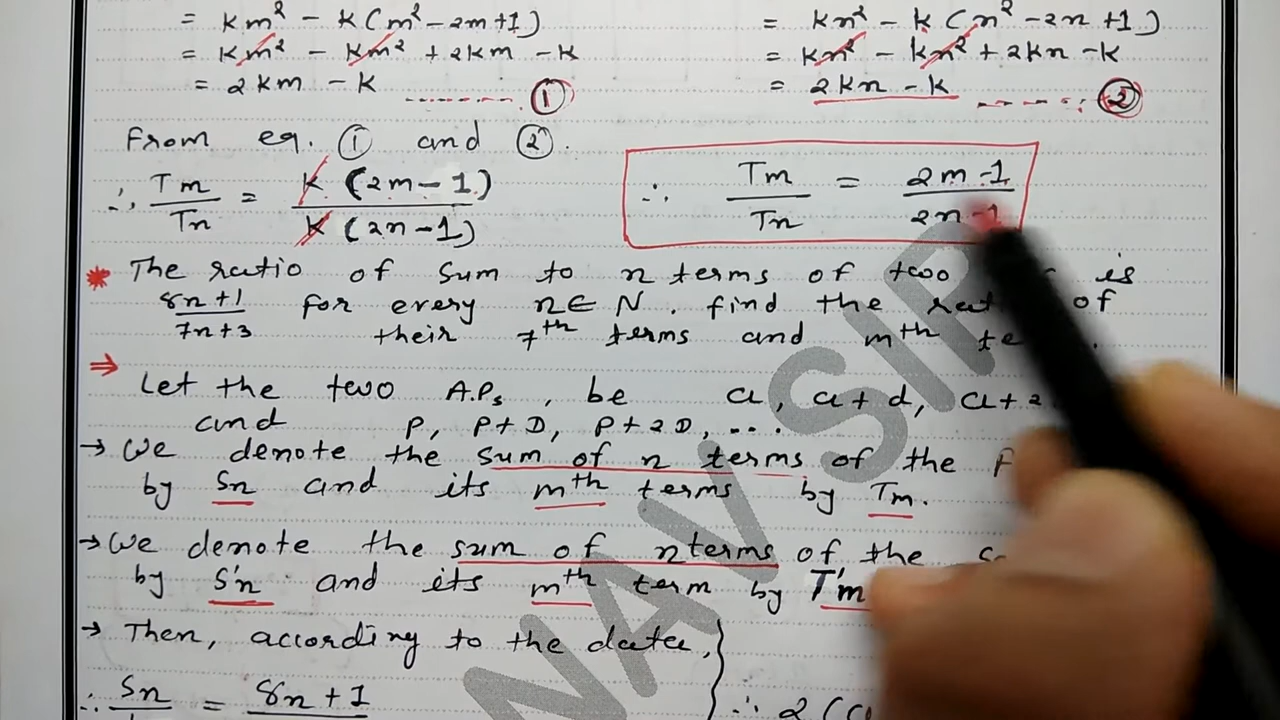 = Km² - K(m² - 2m+1)
= Km² - Km² + 2Km - K
= 2Km - K ......... ①
= Kn² - K (n² - 2n +1)
= Kn² - Kn² + 2Kn - K
= 2Kn - K ------: ②
From eq. ① and ②.
∴ Tm/Tn = K (2m - 1) / K (2n - 1)
∴ Tm/Tn = 2m - 1 / 2n - 1
* The ratio of sum to n terms of two is
8n+1/7n+3 for every n ∈ N. find the of
their 7th terms and mth
⇒ Let the two A.Ps, be a, a+d, a+2
and P, P+D, P+2D, ...
→ We denote the sum of n terms of the
by Sn and its mth terms by Tm.
→ We denote the sum of n terms of the
by S'n and its mth term by T'm
→ Then, according to the data,
∴ Sn = 8n + 1
∴ 2 (a
NAVSIR